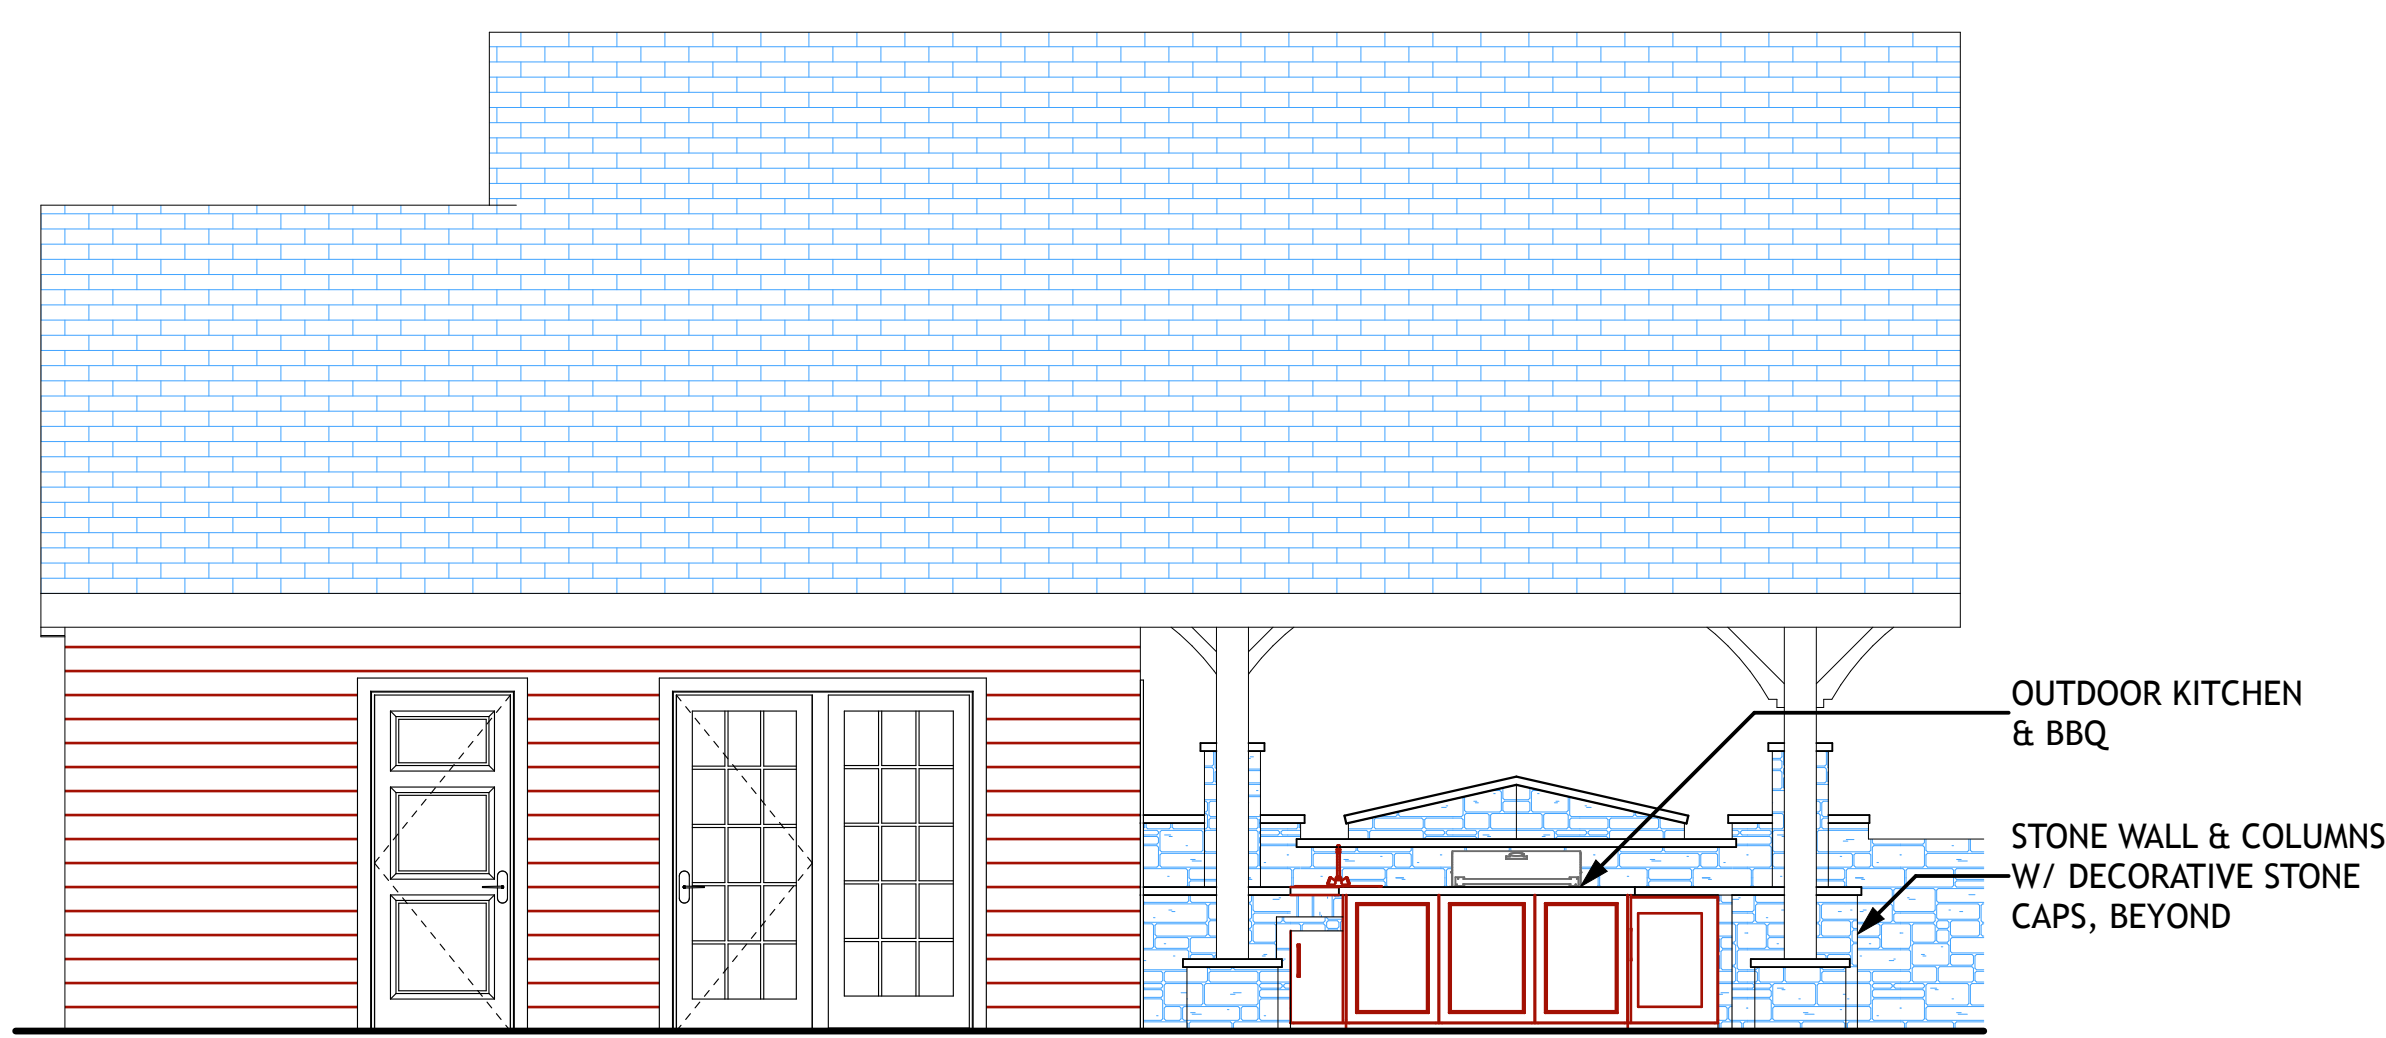 OUTDOOR KITCHEN
& BBQ
STONE WALL & COLUMNS
W/ DECORATIVE STONE
CAPS, BEYOND